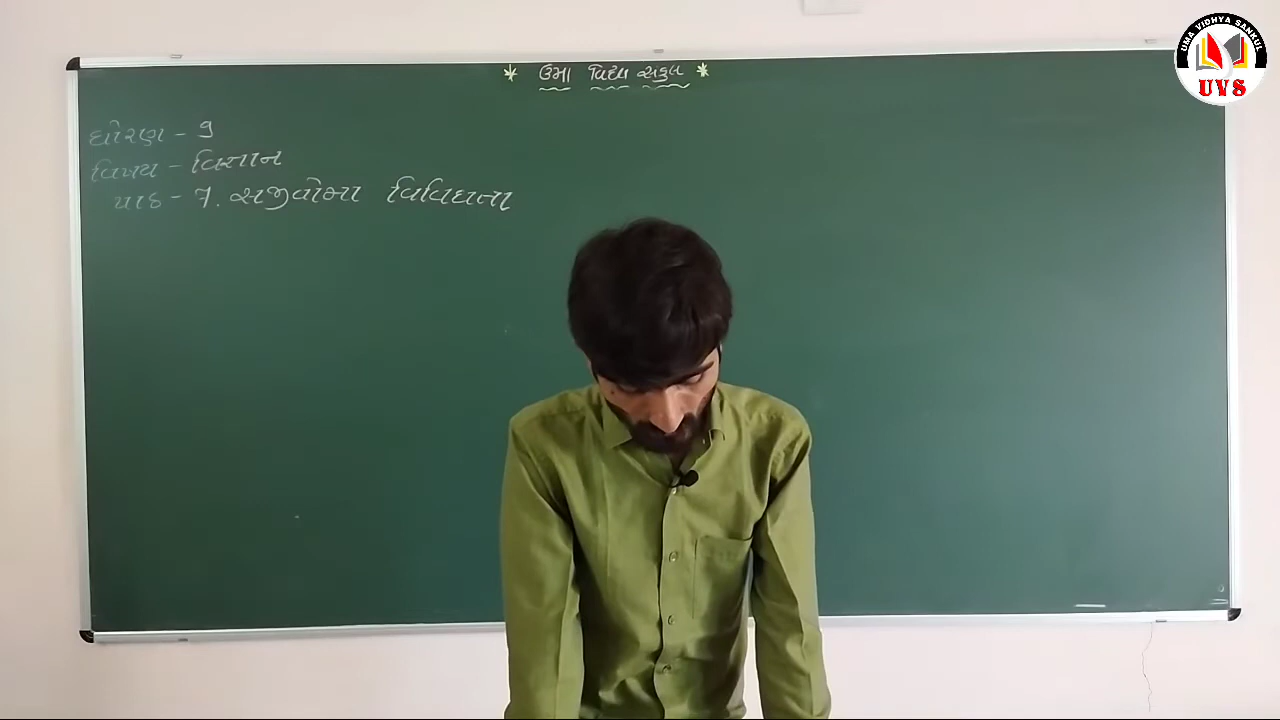 * ઉમા વિદ્યા સંકુલ *
ધોરણ - 9
વિષય - વિજ્ઞાન
પાઠ - 7. સજીવોમા વિવિધતા
UMA VIDHYA SANKUL
UVS